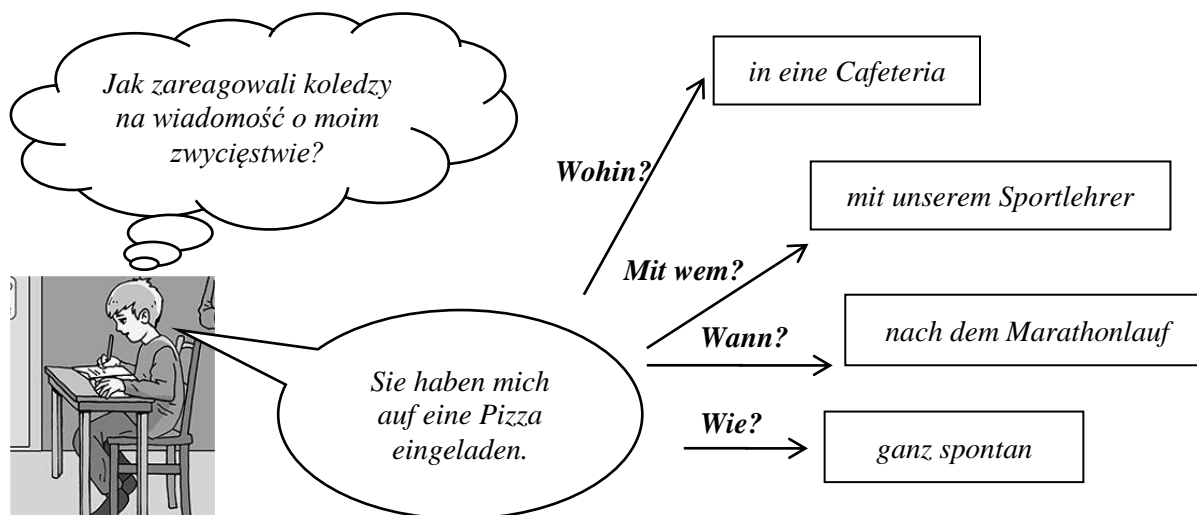 Jak zareagowali koledzy
na wiadomość o moim
zwycięstwie?
in eine Cafeteria
Wohin?
mit unserem Sportlehrer
Mit wem?
nach dem Marathonlauf
Wann?
Sie haben mich
auf eine Pizza
eingeladen.
Wie?
ganz spontan